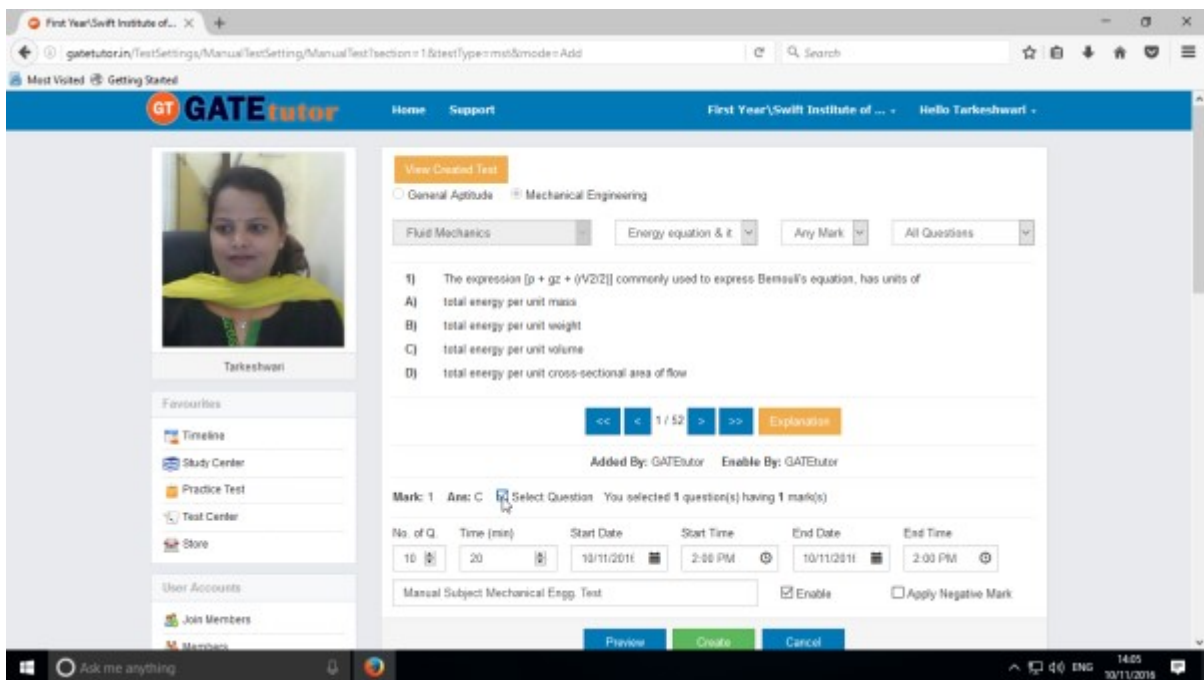 First Year\Swift Institute of...
gatetutor.in/TestSettings/ManualTestSetting/ManualTest?section=1&testType=mst&mode=Add
Search
Most Visited Getting Started
GT GATEtutor Home Support First Year\Swift Institute of ... Hello Tarkeshwari
View Created Test
General Aptitude Mechanical Engineering
Fluid Mechanics Energy equation & it Any Mark All Questions
1) The expression [p + gz + (rV2/2)] commonly used to express Bernouli's equation, has units of
A) total energy per unit mass
B) total energy per unit weight
C) total energy per unit volume
D) total energy per unit cross-sectional area of flow
Tarkeshwari
Favourites
Timeline
Study Center
Practice Test
Test Center
Store
User Accounts
Join Members
Members
<< < 1 / 52 > >> Explanation
Added By: GATEtutor Enable By: GATEtutor
Mark: 1 Ans: C Select Question You selected 1 question(s) having 1 mark(s)
No. of Q. Time (min) Start Date Start Time End Date End Time
10 20 10/11/2016 2:00 PM 10/11/2016 2:00 PM
Manual Subject Mechanical Engg. Test Enable Apply Negative Mark
Preview Create Cancel
Ask me anything
ENG
14:05
10/11/2016